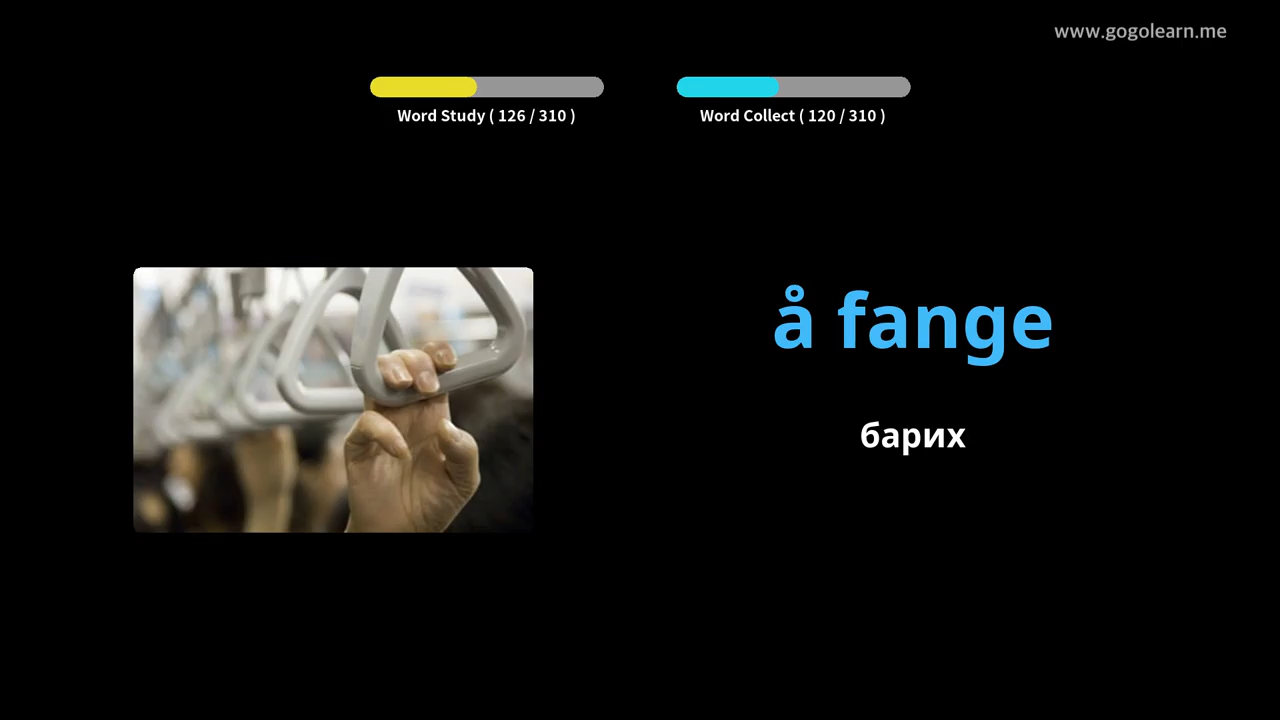 www.gogolearn.me
Word Study ( 126 / 310 )
Word Collect ( 120 / 310 )
å fange
барих